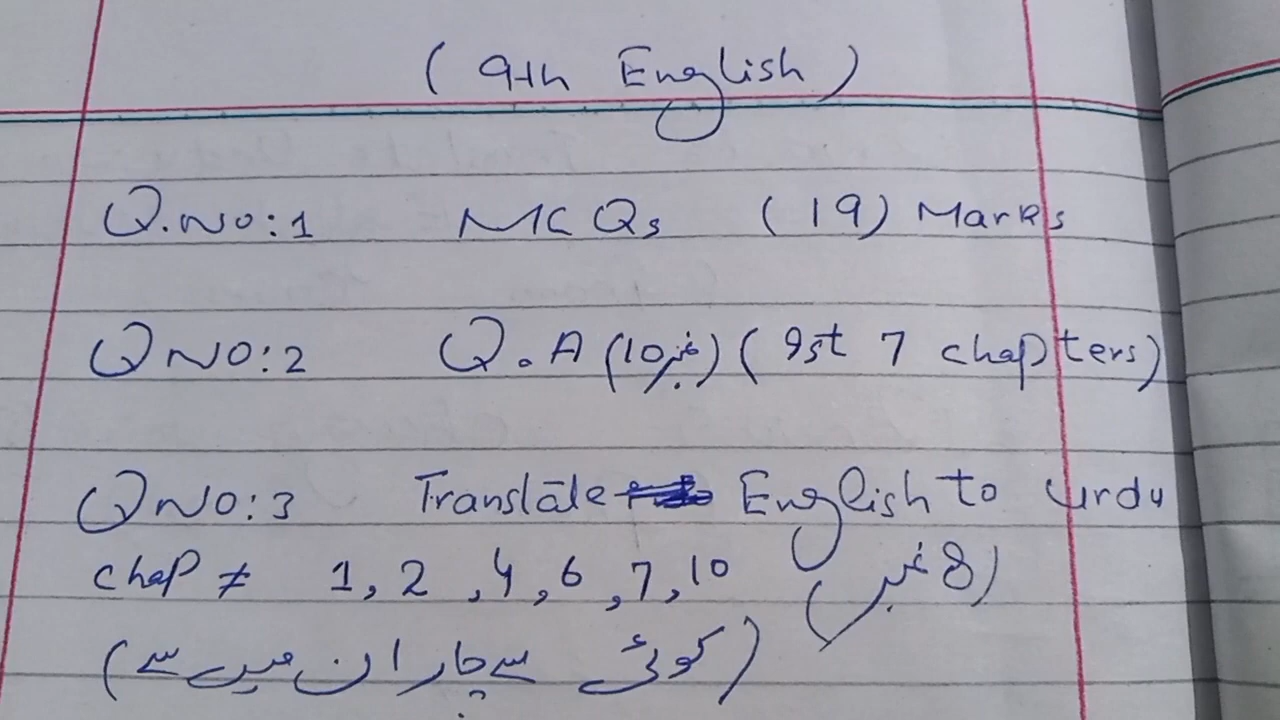 (9th English)
Q.No:1 MCQs (19) Marks
Q No:2 Q.A (10 نمبر) (9st 7 chapters)
Q No:3 Translate English to Urdu
chap ≠ 1, 2, 4, 6, 7, 10 (8 نمبر)
(کوئی سے چار ان میں سے)